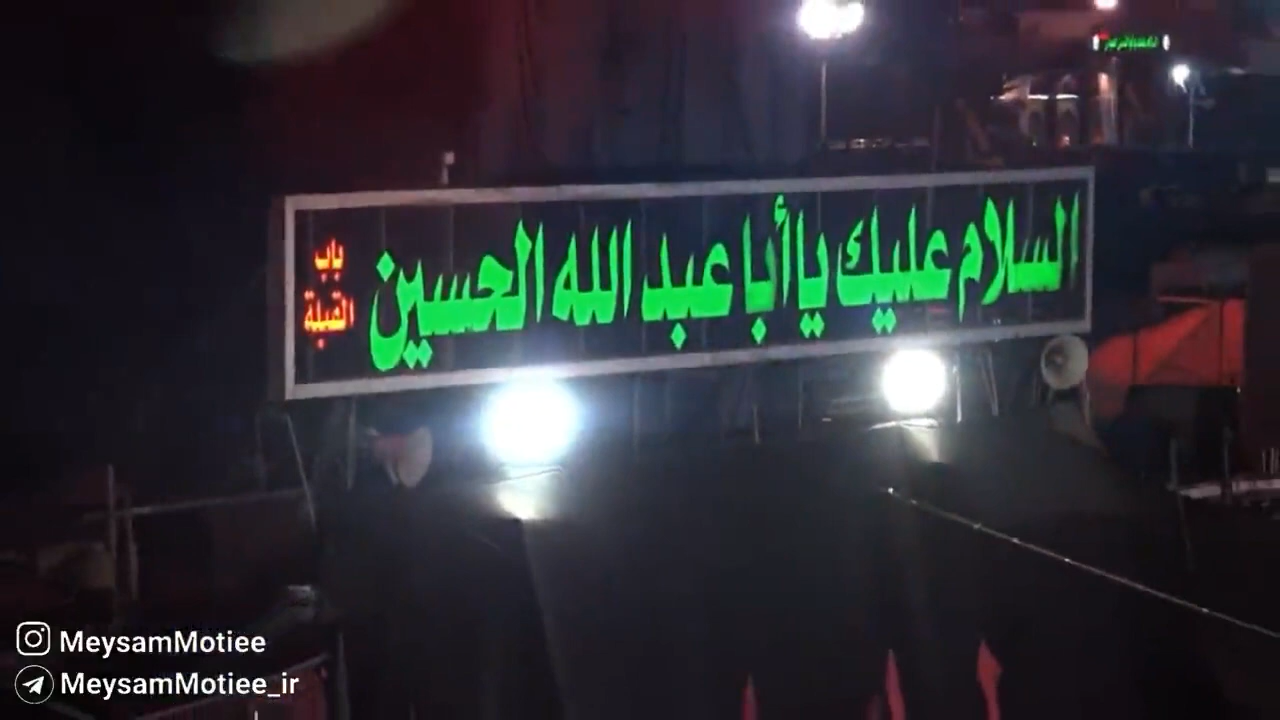 السلام عليك يا أبا عبد الله الحسين
باب
القبلة
MeysamMotiee
MeysamMotiee_ir